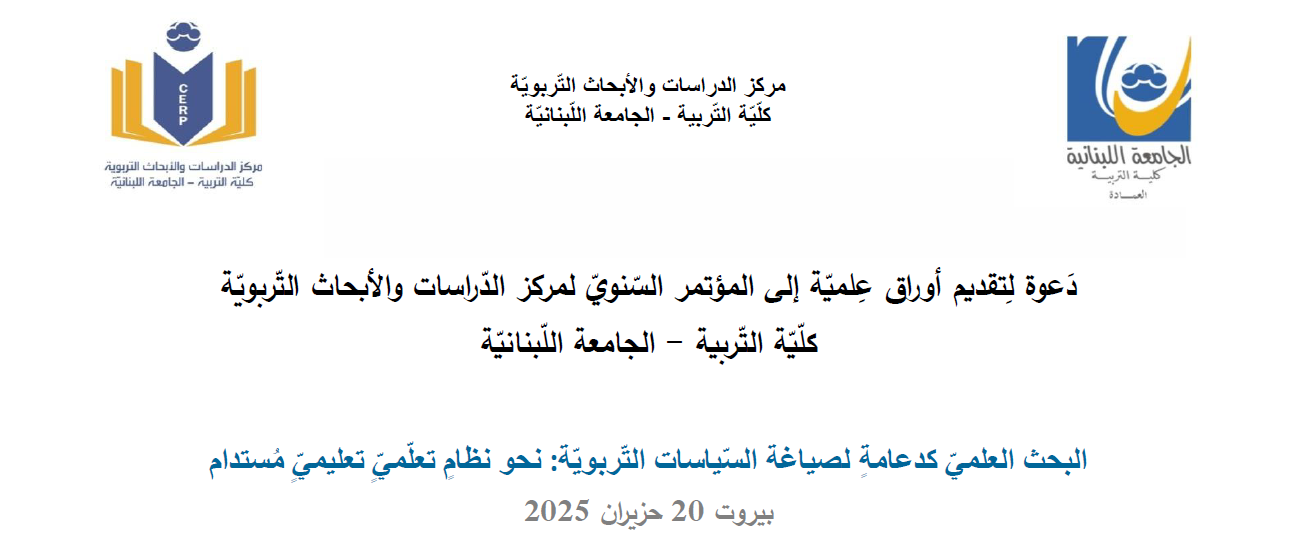 مركز الدراسات والأبحاث التّربويّة
كلّيّة التّربية - الجامعة اللّبنانيّة
CERP
مركز الدراسات والأبحاث التربوية
كليّة التربية – الجامعة اللبنانيّة
الجامعة اللبنانية
كلية التربية
العمادة
دَعوة لِتقديم أوراق عِلميّة إلى المؤتمر السّنويّ لمركز الدّراسات والأبحاث التّربويّة
كلّيّة التّربية – الجامعة اللّبنانيّة
البحث العلميّ كدعامةٍ لصياغة السّياسات التّربويّة: نحو نظامٍ تعلّميٍّ تعليميٍّ مُستدام
بيروت 20 حزيران 2025